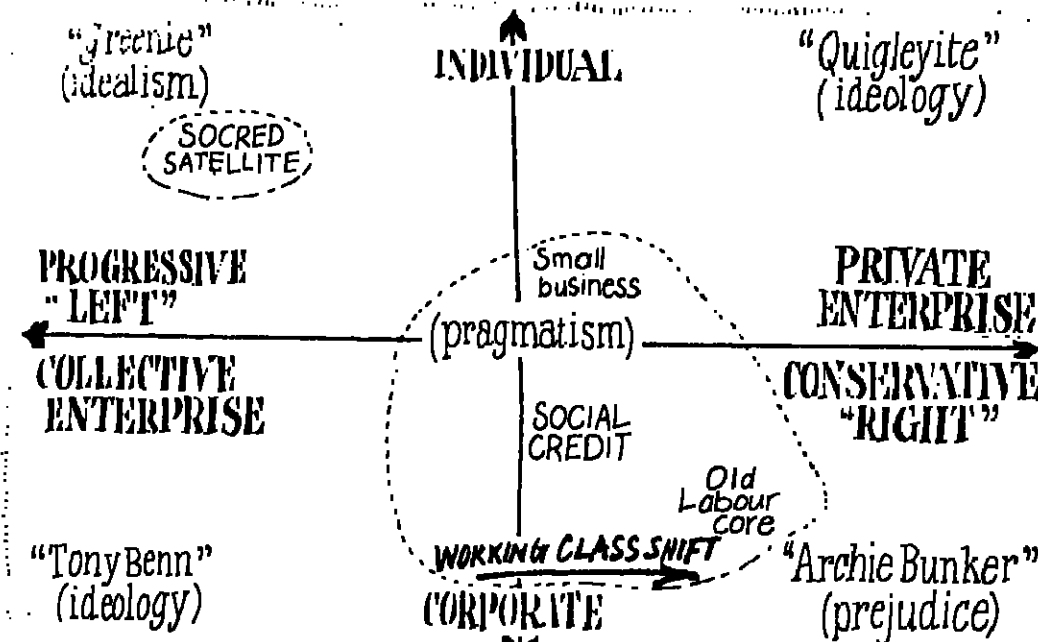 "Greenie"
(idealism)
INDIVIDUAL
"Quigleyite"
(ideology)
SOCRED
SATELLITE
PROGRESSIVE
"LEFT"
Small
business
PRIVATE
ENTERPRISE
(pragmatism)
COLLECTIVE
ENTERPRISE
CONSERVATIVE
"RIGHT"
SOCIAL
CREDIT
Old
Labour
core
WORKING CLASS SHIFT
"Tony Benn"
(ideology)
CORPORATE
"Archie Bunker"
(prejudice)